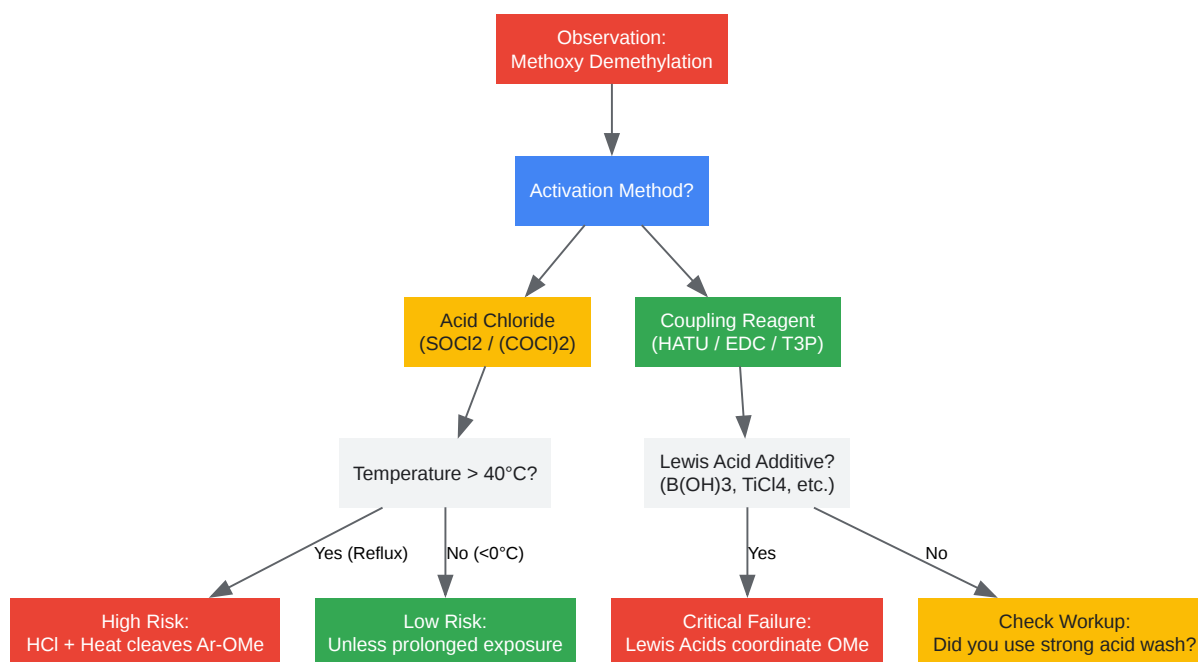 Observation:
Methoxy Demethylation
Activation Method?
Acid Chloride
(SOCl2 / (COCl)2)
Coupling Reagent
(HATU / EDC / T3P)
Temperature > 40°C?
Lewis Acid Additive?
(B(OH)3, TiCl4, etc.)
Yes (Reflux)
No (<0°C)
Yes
No
High Risk:
HCl + Heat cleaves Ar-OMe
Low Risk:
Unless prolonged exposure
Critical Failure:
Lewis Acids coordinate OMe
Check Workup:
Did you use strong acid wash?